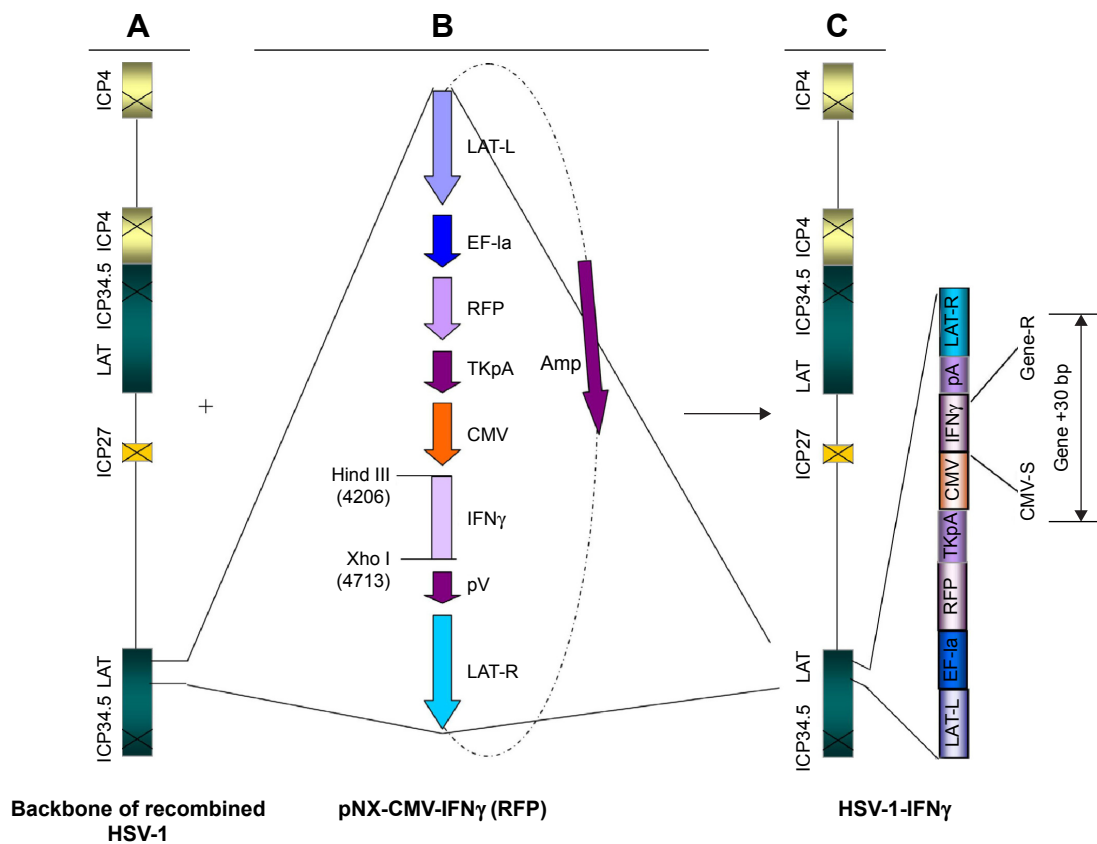 A
B
C
ICP4
ICP4
LAT ICP34.5
ICP27
ICP34.5 LAT
+
LAT-L
EF-la
RFP
TKpA
CMV
Hind III
(4206)
IFNγ
Xho I
(4713)
pV
LAT-R
Amp
ICP4
ICP4
LAT ICP34.5
ICP27
ICP34.5 LAT
LAT-R
pA
IFNγ
CMV
TKpA
RFP
EF-la
LAT-L
Gene-R
CMV-S
Gene +30 bp
Backbone of recombined
HSV-1
pNX-CMV-IFNγ (RFP)
HSV-1-IFNγ